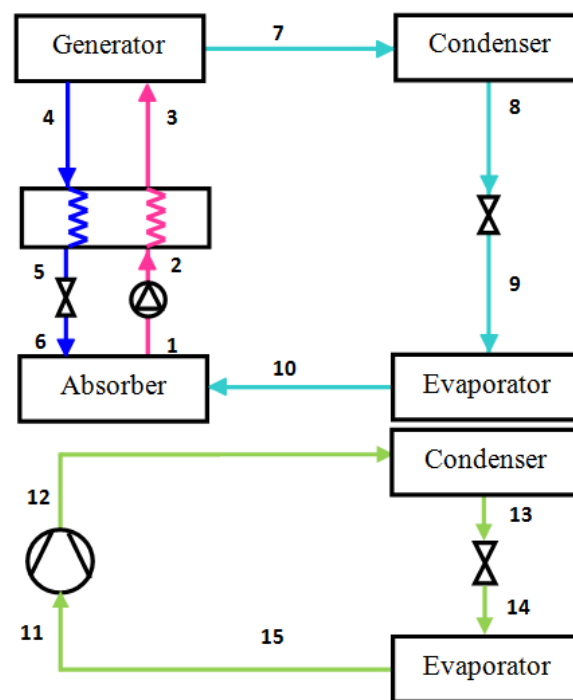 Generator
7
Condenser
4
3
8
5
2
9
6
1
10
Absorber
Evaporator
Condenser
12
13
14
11
15
Evaporator